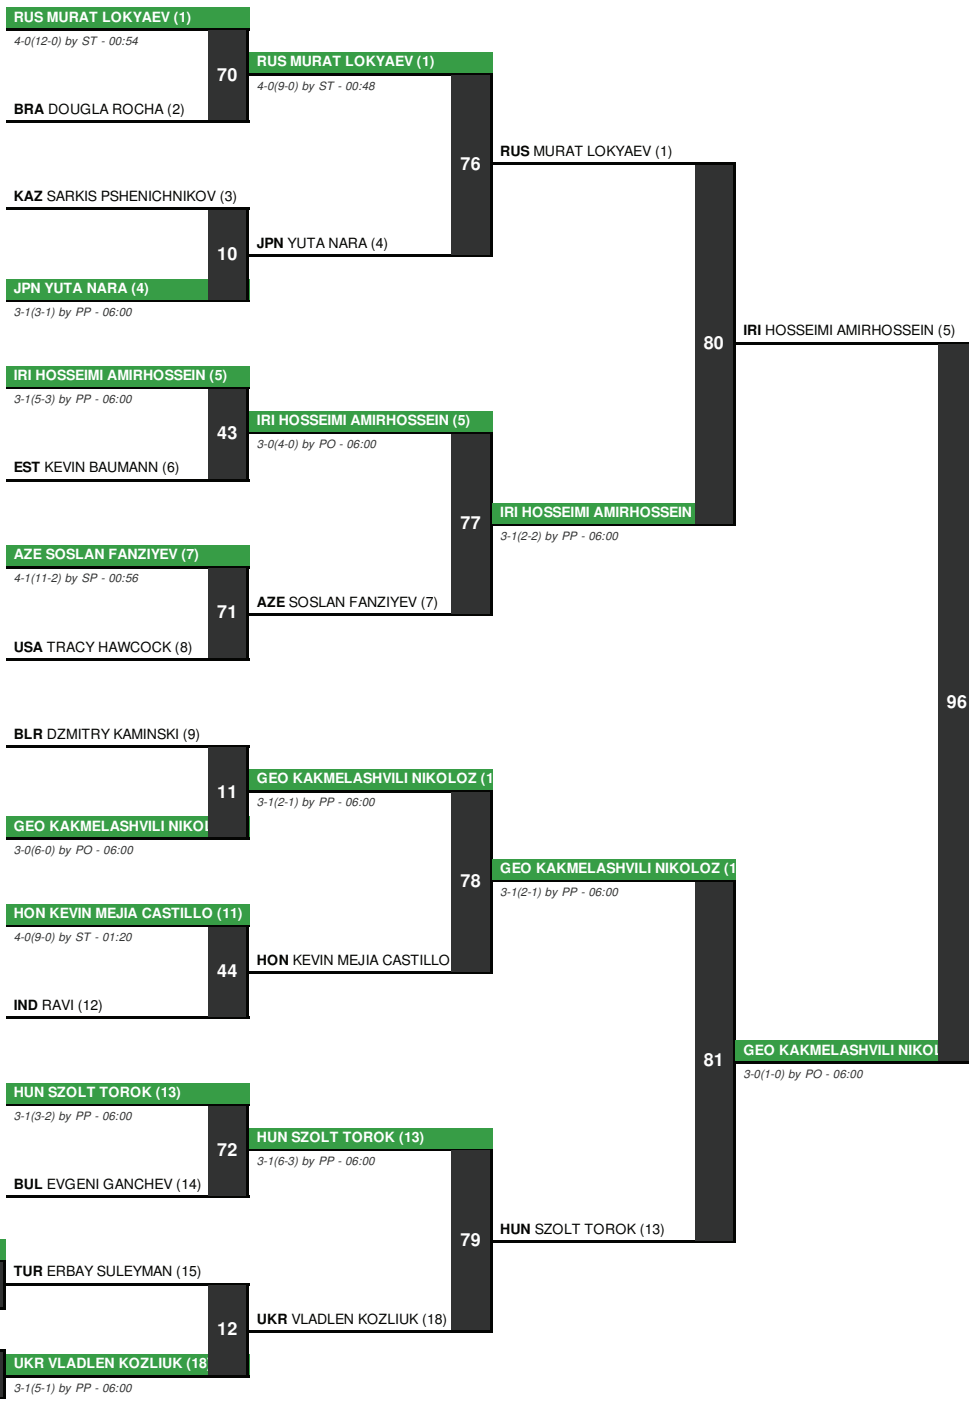 RUS MURAT LOKYAEV (1)
4-0(12-0) by ST - 00:54
70
BRA DOUGLA ROCHA (2)
RUS MURAT LOKYAEV (1)
4-0(9-0) by ST - 00:48
76
RUS MURAT LOKYAEV (1)
KAZ SARKIS PSHENICHNIKOV (3)
10
JPN YUTA NARA (4)
JPN YUTA NARA (4)
3-1(3-1) by PP - 06:00
80
IRI HOSSEIMI AMIRHOSSEIN (5)
IRI HOSSEIMI AMIRHOSSEIN (5)
3-1(5-3) by PP - 06:00
43
EST KEVIN BAUMANN (6)
IRI HOSSEIMI AMIRHOSSEIN (5)
3-0(4-0) by PO - 06:00
77
IRI HOSSEIMI AMIRHOSSEIN
3-1(2-2) by PP - 06:00
AZE SOSLAN FANZIYEV (7)
4-1(11-2) by SP - 00:56
71
AZE SOSLAN FANZIYEV (7)
USA TRACY HAWCOCK (8)
96
BLR DZMITRY KAMINSKI (9)
11
GEO KAKMELASHVILI NIKOL
3-0(6-0) by PO - 06:00
GEO KAKMELASHVILI NIKOLOZ (1
3-1(2-1) by PP - 06:00
78
GEO KAKMELASHVILI NIKOLOZ (1
3-1(2-1) by PP - 06:00
HON KEVIN MEJIA CASTILLO (11)
4-0(9-0) by ST - 01:20
44
HON KEVIN MEJIA CASTILLO
IND RAVI (12)
81
GEO KAKMELASHVILI NIKOL
3-0(1-0) by PO - 06:00
HUN SZOLT TOROK (13)
3-1(3-2) by PP - 06:00
72
BUL EVGENI GANCHEV (14)
HUN SZOLT TOROK (13)
3-1(6-3) by PP - 06:00
79
HUN SZOLT TOROK (13)
TUR ERBAY SULEYMAN (15)
12
UKR VLADLEN KOZLIUK (18)
UKR VLADLEN KOZLIUK (18
3-1(5-1) by PP - 06:00